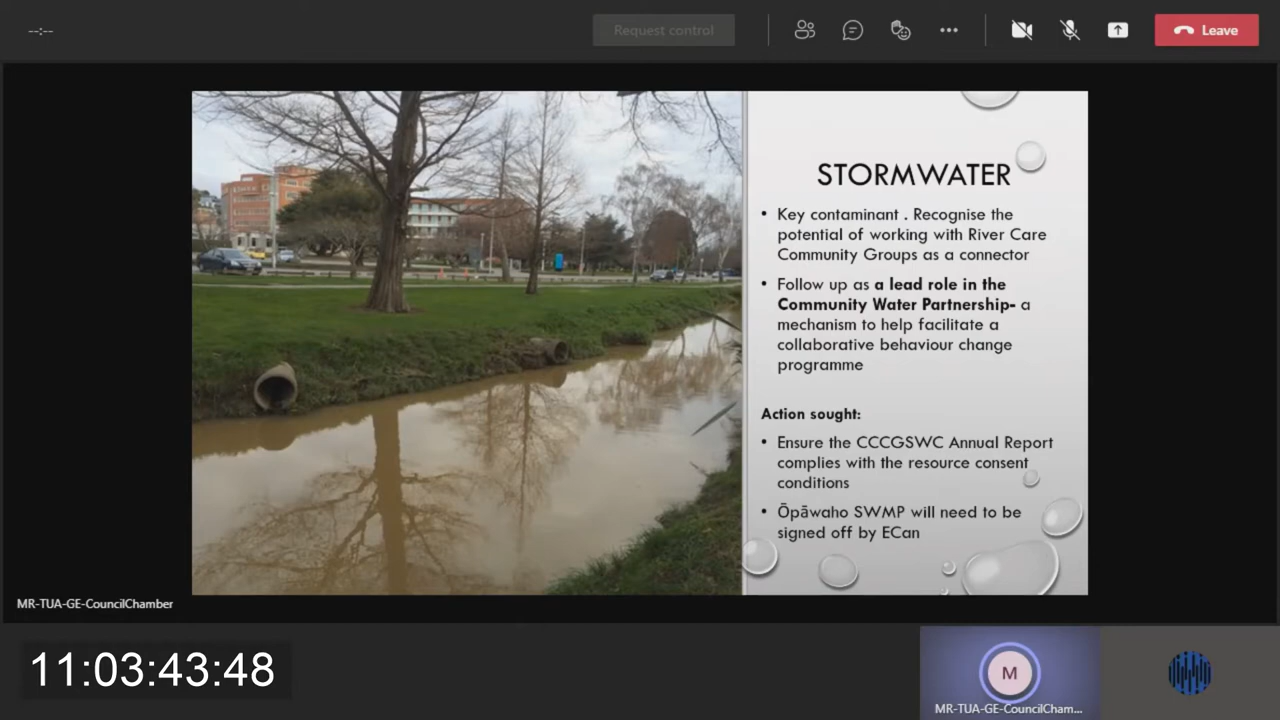 --:--
Request control
Leave
STORMWATER
• Key contaminant . Recognise the
potential of working with River Care
Community Groups as a connector
• Follow up as a lead role in the
Community Water Partnership- a
mechanism to help facilitate a
collaborative behaviour change
programme
Action sought:
• Ensure the CCCGSWC Annual Report
complies with the resource consent
conditions
• Ōpāwaho SWMP will need to be
signed off by ECan
MR-TUA-GE-CouncilChamber
11:03:43:48
M
MR-TUA-GE-CouncilCham...